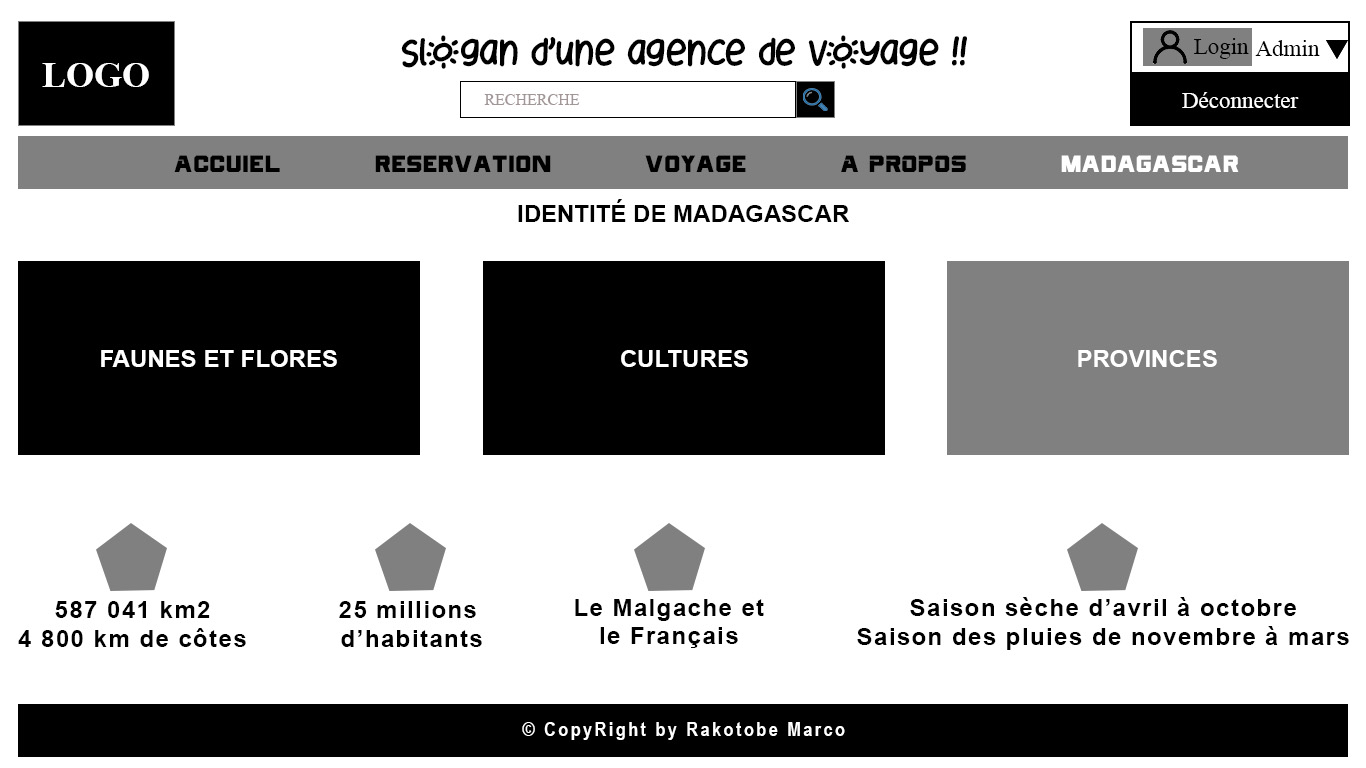 LOGO
slogan d'une agence de voyage !!
Login Admin
RECHERCHE
Déconnecter
ACCUIEL RESERVATION VOYAGE A PROPOS MADAGASCAR
IDENTITÉ DE MADAGASCAR
FAUNES ET FLORES
CULTURES
PROVINCES
587 041 km2
4 800 km de côtes
25 millions
d’habitants
Le Malgache et
le Français
Saison sèche d’avril à octobre
Saison des pluies de novembre à mars
© CopyRight by Rakotobe Marco